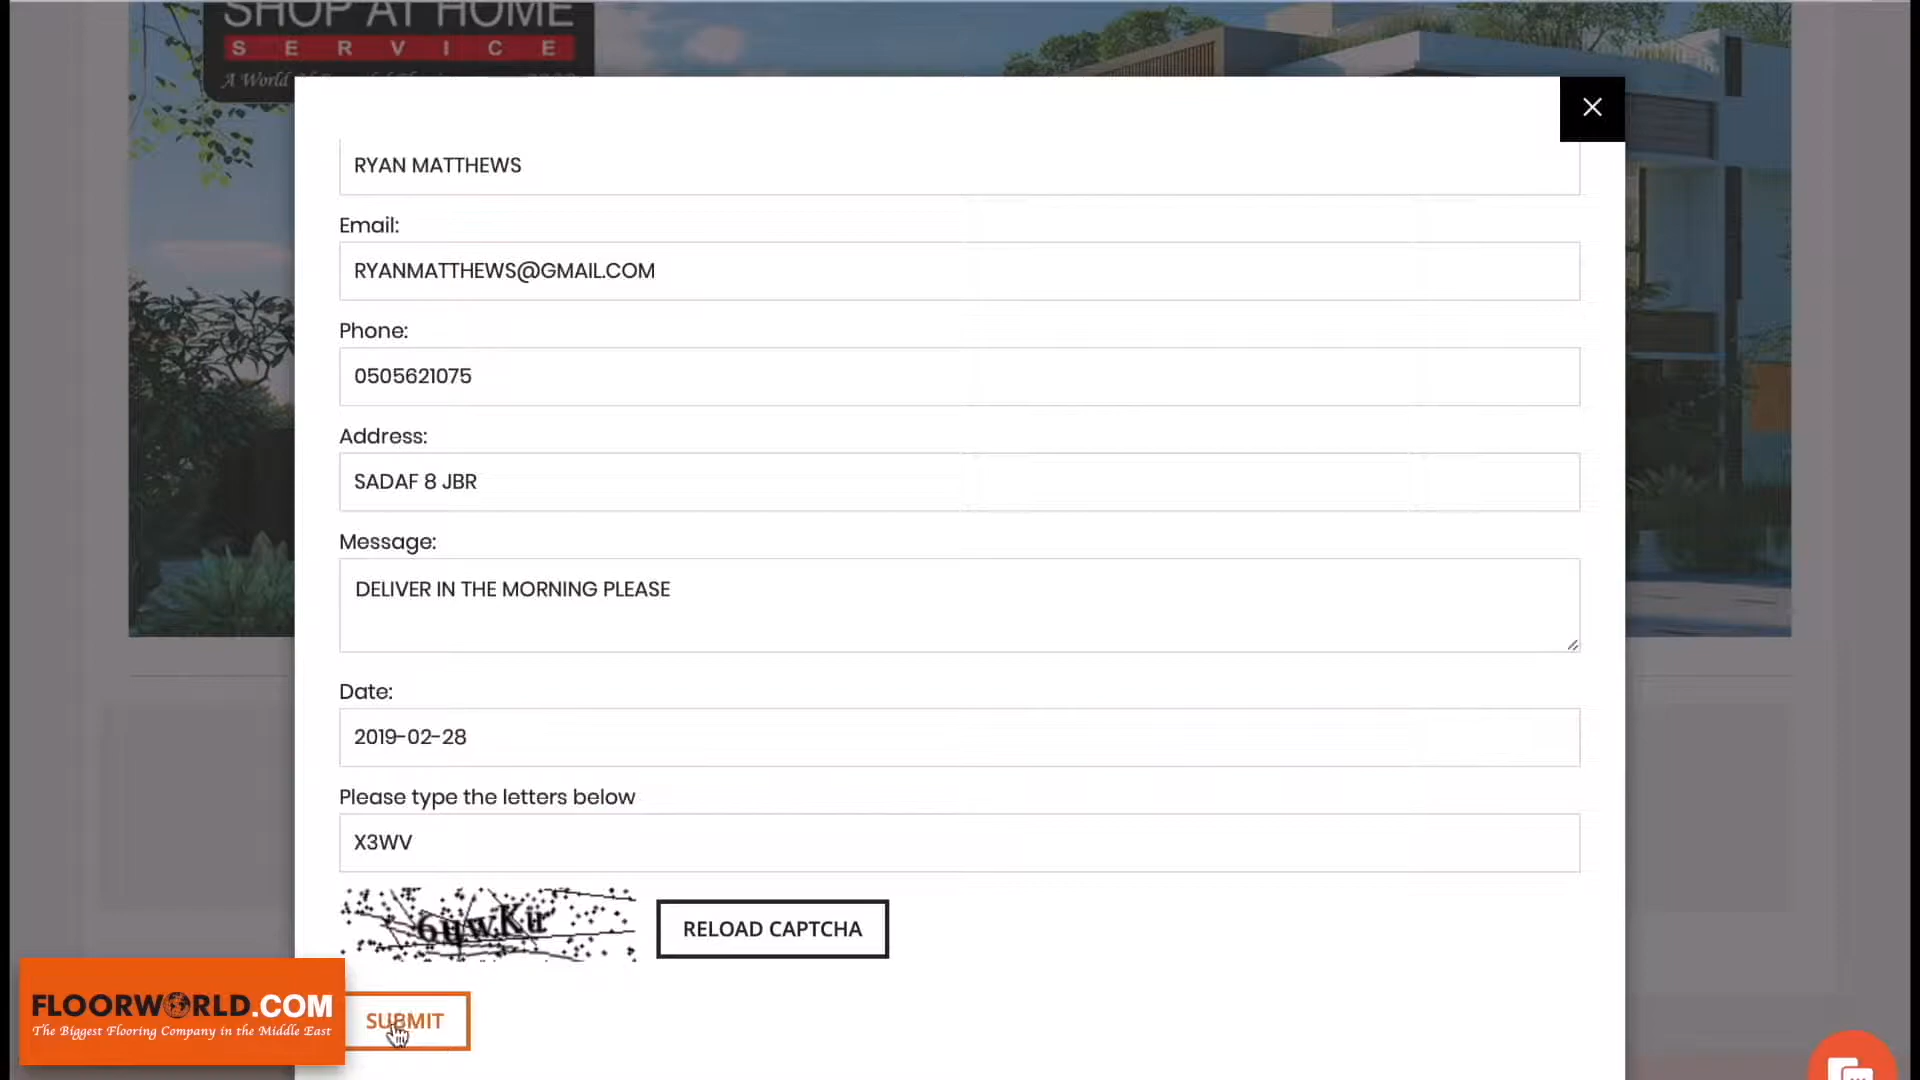 SHOP AT HOME
SERVICE
A World
RYAN MATTHEWS
Email:
RYANMATTHEWS@GMAIL.COM
Phone:
0505621075
Address:
SADAF 8 JBR
Message:
DELIVER IN THE MORNING PLEASE
Date:
2019-02-28
Please type the letters below
X3WV
RELOAD CAPTCHA
FLOORWORLD.COM
The Biggest Flooring Company in the Middle East
SUBMIT